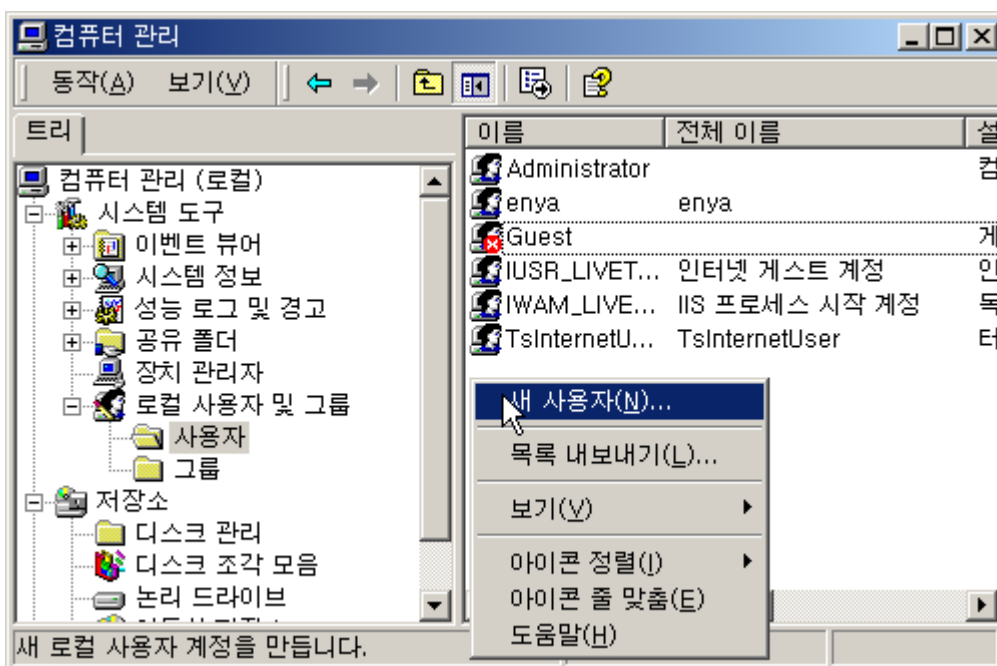 컴퓨터 관리
동작(A) 보기(V)
트리
이름 전체 이름 설
컴퓨터 관리 (로컬)
시스템 도구
이벤트 뷰어
시스템 정보
성능 로그 및 경고
공유 폴더
장치 관리자
로컬 사용자 및 그룹
사용자
그룹
저장소
디스크 관리
디스크 조각 모음
논리 드라이브
Administrator 컴
enya enya
Guest 게
IUSR_LIVET... 인터넷 게스트 계정 인
IWAM_LIVE... IIS 프로세스 시작 계정 목
TsInternetU... TsInternetUser 터
새 사용자(N)...
목록 내보내기(L)...
보기(V)
아이콘 정렬(I)
아이콘 줄 맞춤(E)
도움말(H)
새 로컬 사용자 계정을 만듭니다.